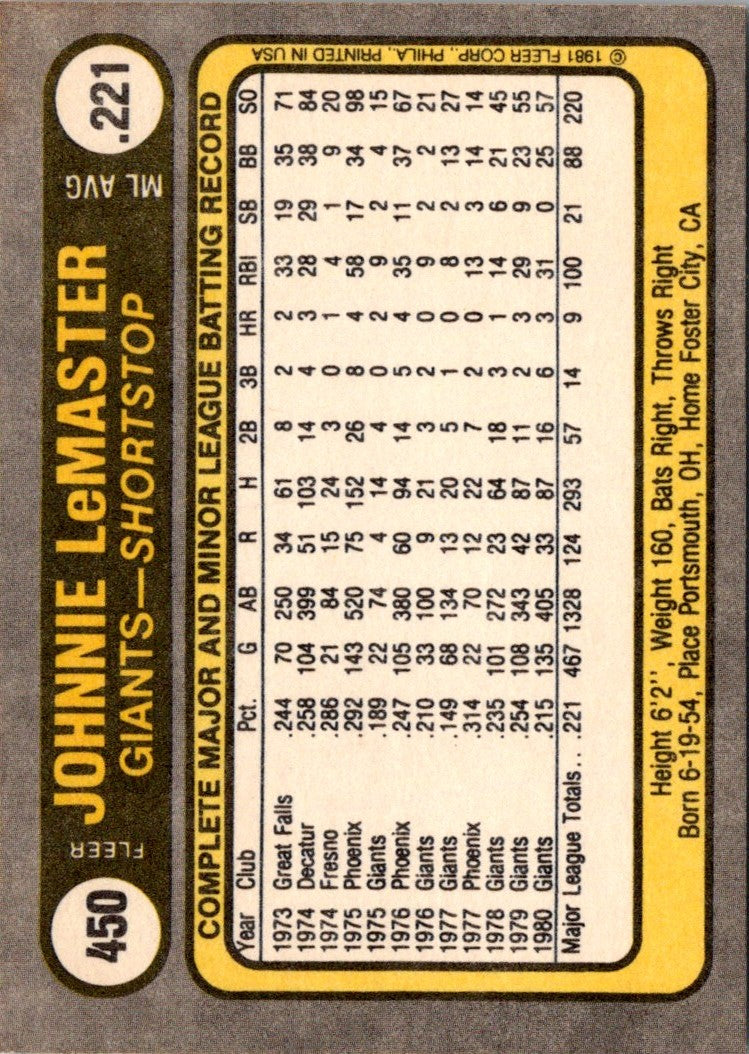 450 FLEER JOHNNIE LeMASTER ML AVG. .221
GIANTS—SHORTSTOP
COMPLETE MAJOR AND MINOR LEAGUE BATTING RECORD
Year Club Pct. G AB R H 2B 3B HR RBI SB BB SO
1973 Great Falls .244 70 250 34 61 8 2 2 33 19 35 71
1974 Decatur .258 104 399 51 103 14 4 3 28 29 38 84
1974 Fresno .286 21 84 15 24 3 0 1 4 1 9 20
1975 Phoenix .292 143 520 75 152 26 8 4 58 17 34 98
1975 Giants .189 22 74 4 14 4 0 2 9 2 4 15
1976 Phoenix .247 105 380 60 94 14 5 4 35 11 37 67
1976 Giants .210 33 100 9 21 3 2 0 9 2 2 21
1977 Giants .149 68 134 13 20 5 1 0 8 2 13 27
1977 Phoenix .314 22 70 12 22 7 2 0 13 3 14 14
1978 Giants .235 101 272 23 64 18 3 1 14 6 21 45
1979 Giants .254 108 343 42 87 11 2 3 29 9 23 55
1980 Giants .215 135 405 33 87 16 6 3 31 0 25 57
Major League Totals . . .221 467 1328 124 293 57 14 9 100 21 88 220
Height 6'2'', Weight 160, Bats Right, Throws Right
Born 6-19-54, Place Portsmouth, OH, Home Foster City, CA
© 1981 FLEER CORP., PHILA., PRINTED IN USA